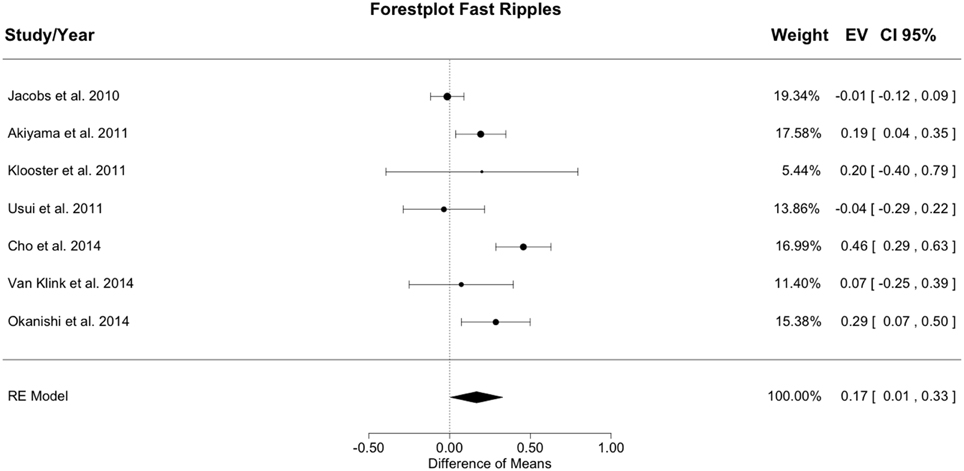 Forestplot Fast Ripples
Study/Year Weight EV CI 95%
Jacobs et al. 2010 19.34% -0.01 [ -0.12 , 0.09 ]
Akiyama et al. 2011 17.58% 0.19 [ 0.04 , 0.35 ]
Klooster et al. 2011 5.44% 0.20 [ -0.40 , 0.79 ]
Usui et al. 2011 13.86% -0.04 [ -0.29 , 0.22 ]
Cho et al. 2014 16.99% 0.46 [ 0.29 , 0.63 ]
Van Klink et al. 2014 11.40% 0.07 [ -0.25 , 0.39 ]
Okanishi et al. 2014 15.38% 0.29 [ 0.07 , 0.50 ]
RE Model 100.00% 0.17 [ 0.01 , 0.33 ]
-0.50 0.00 0.50 1.00
Difference of Means